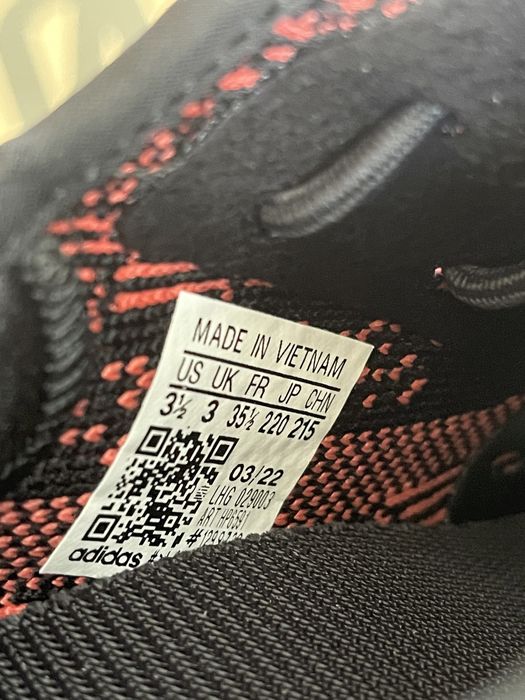 MADE IN VIETNAM
US UK FR JP CHN
3½ 3 35½ 220 215
03/22
LHG 029003
ART HP6591
adidas